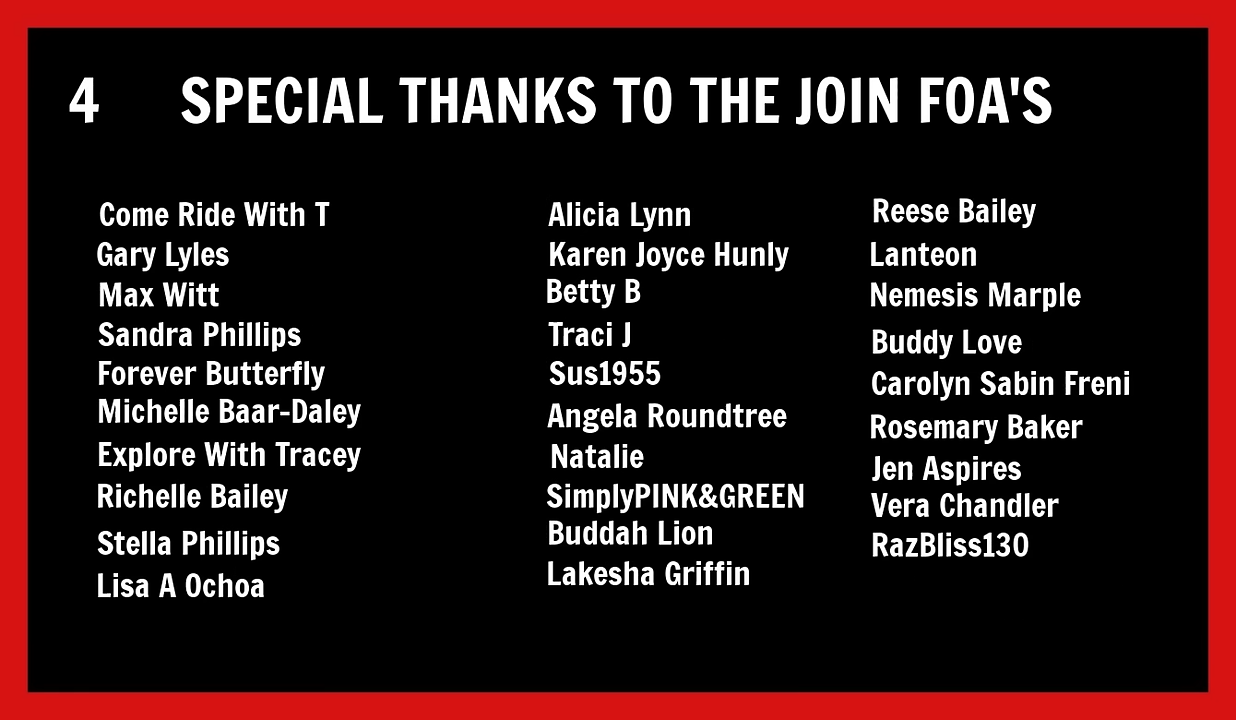 4 SPECIAL THANKS TO THE JOIN FOA'S
Come Ride With T
Gary Lyles
Max Witt
Sandra Phillips
Forever Butterfly
Michelle Baar-Daley
Explore With Tracey
Richelle Bailey
Stella Phillips
Lisa A Ochoa
Alicia Lynn
Karen Joyce Hunly
Betty B
Traci J
Sus1955
Angela Roundtree
Natalie
SimplyPINK&GREEN
Buddah Lion
Lakesha Griffin
Reese Bailey
Lanteon
Nemesis Marple
Buddy Love
Carolyn Sabin Freni
Rosemary Baker
Jen Aspires
Vera Chandler
RazBliss130